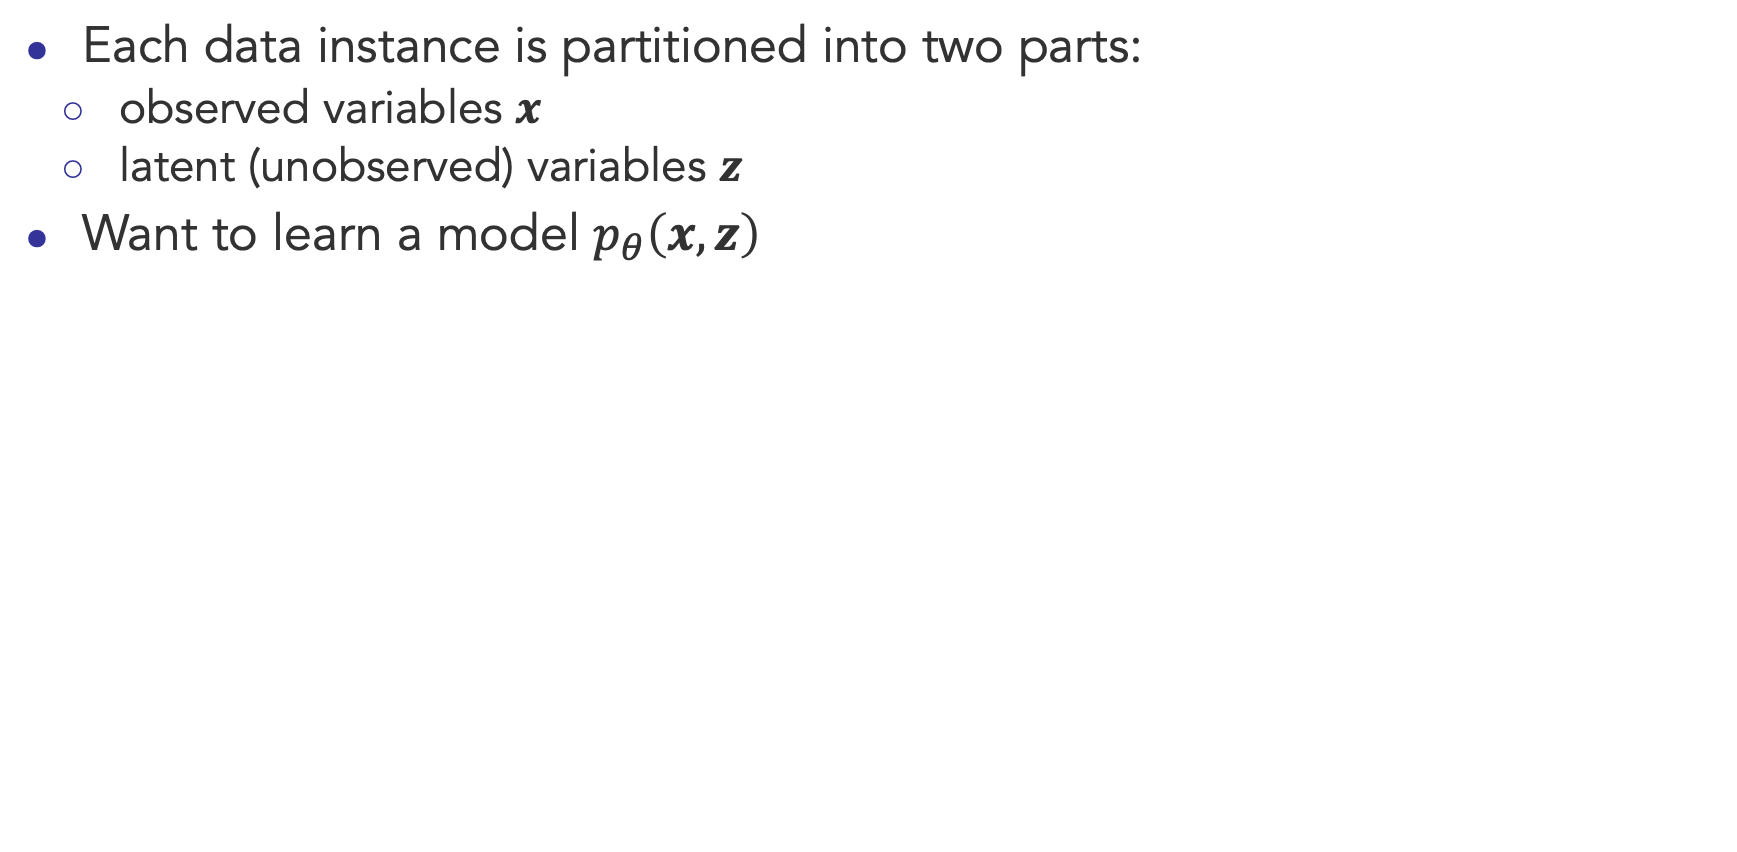 • Each data instance is partitioned into two parts:
○ observed variables 𝒙
○ latent (unobserved) variables 𝒛
• Want to learn a model 𝑝_𝜃(𝒙, 𝒛)